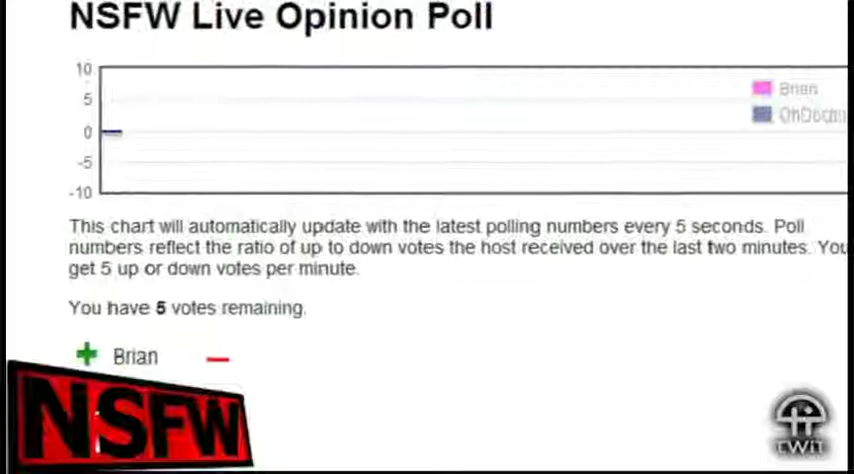 NSFW Live Opinion Poll
10
Brian
5
OhDoctor
0
-5
-10
This chart will automatically update with the latest polling numbers every 5 seconds. Poll
numbers reflect the ratio of up to down votes the host received over the last two minutes. You
get 5 up or down votes per minute.
You have 5 votes remaining.
Brian
NSFW
TWiT